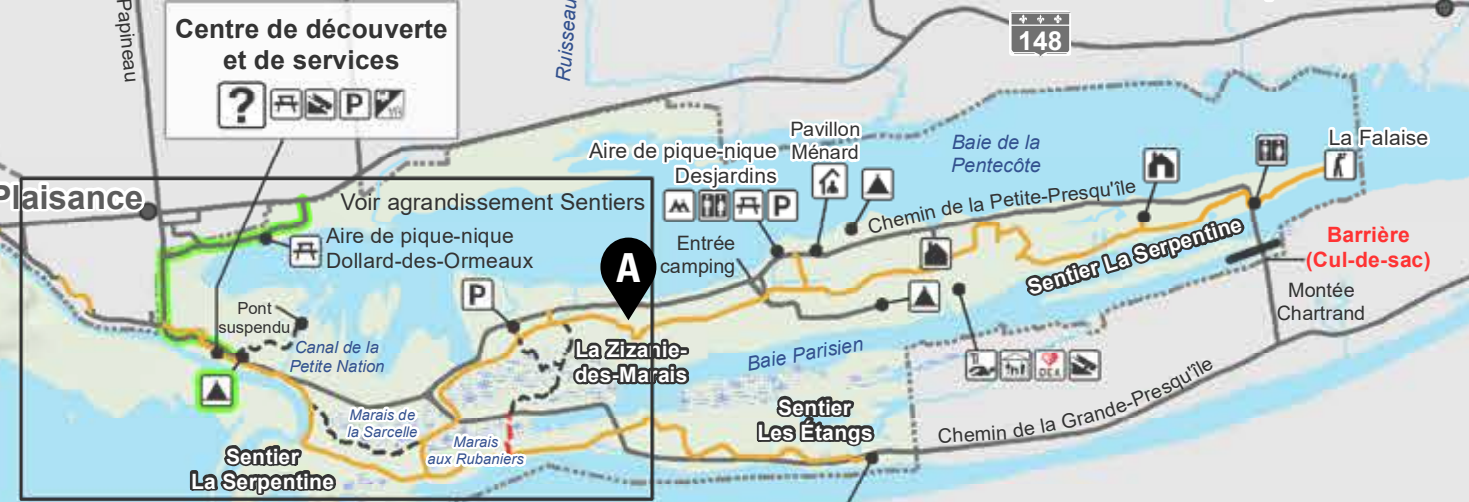 Papineau
Centre de découverte
et de services
?
P
Ruisseau
148
Plaisance
Voir agrandissement Sentiers
Aire de pique-nique
Dollard-des-Ormeaux
Aire de pique-nique
Desjardins
P
Pavillon
Ménard
Baie de la
Pentecôte
La Falaise
Chemin de la Petite-Presqu'île
Entrée
camping
A
P
Pont
suspendu
Canal de la
Petite Nation
La Zizanie-
des-Marais
Baie Parisien
Sentier La Serpentine
Barrière
(Cul-de-sac)
Montée
Chartrand
DEA
Marais de
la Sarcelle
Marais
aux Rubaniers
Sentier
Les Étangs
Chemin de la Grande-Presqu'île
Sentier
La Serpentine